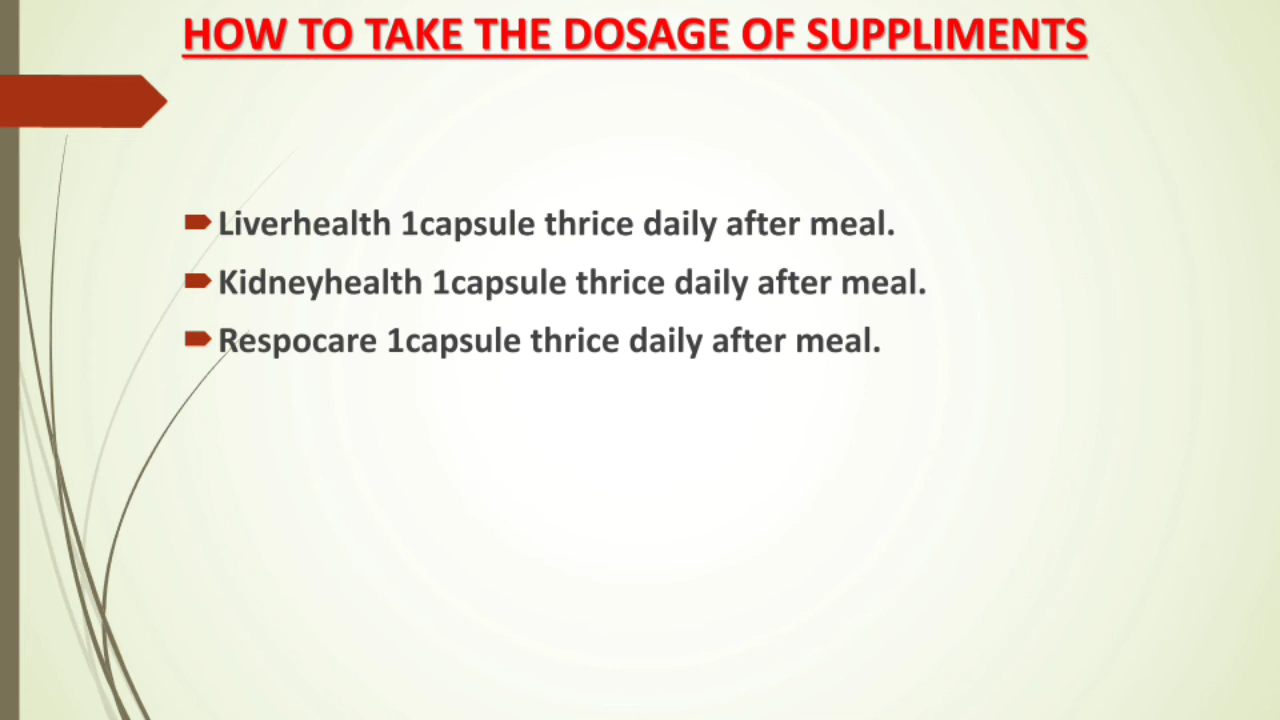 HOW TO TAKE THE DOSAGE OF SUPPLIMENTS
Liverhealth 1capsule thrice daily after meal.
Kidneyhealth 1capsule thrice daily after meal.
Respocare 1capsule thrice daily after meal.